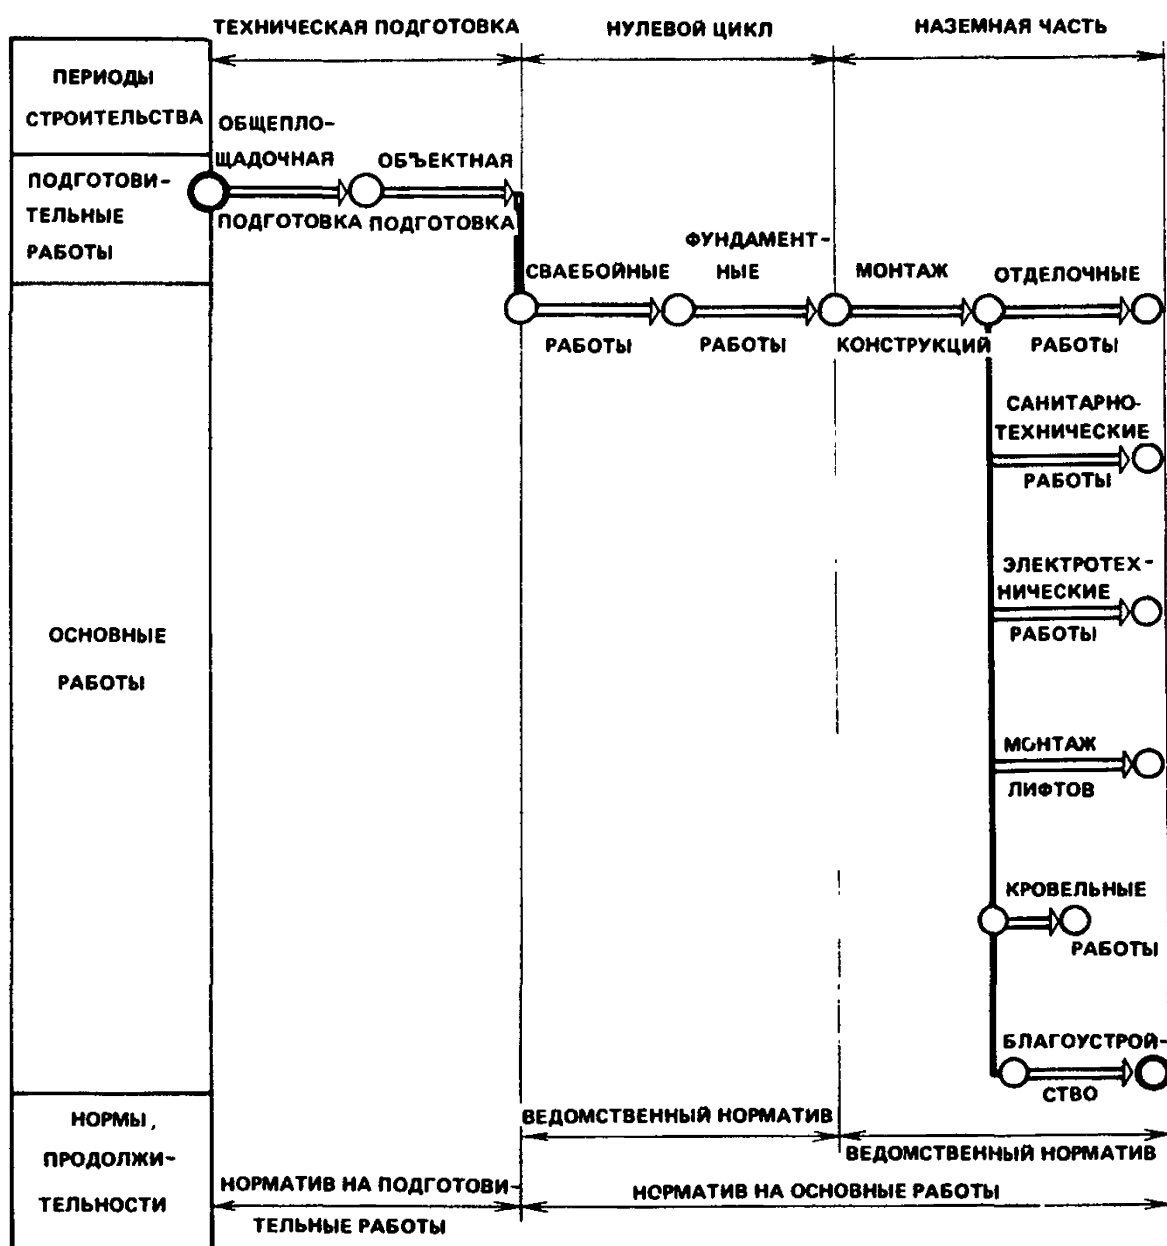 ТЕХНИЧЕСКАЯ ПОДГОТОВКА
НУЛЕВОЙ ЦИКЛ
НАЗЕМНАЯ ЧАСТЬ
ПЕРИОДЫ
СТРОИТЕЛЬСТВА
ОБЩЕПЛО-
ЩАДОЧНАЯ
ПОДГОТОВКА
ОБЪЕКТНАЯ
ПОДГОТОВКА
ПОДГОТОВИ-
ТЕЛЬНЫЕ
РАБОТЫ
СВАЕБОЙНЫЕ
РАБОТЫ
ФУНДАМЕНТ-
НЫЕ
РАБОТЫ
МОНТАЖ
КОНСТРУКЦИЙ
ОТДЕЛОЧНЫЕ
РАБОТЫ
САНИТАРНО-
ТЕХНИЧЕСКИЕ
РАБОТЫ
ЭЛЕКТРОТЕХ-
НИЧЕСКИЕ
РАБОТЫ
ОСНОВНЫЕ
РАБОТЫ
МОНТАЖ
ЛИФТОВ
КРОВЕЛЬНЫЕ
РАБОТЫ
БЛАГОУСТРОЙ-
СТВО
НОРМЫ,
ПРОДОЛЖИ-
ТЕЛЬНОСТИ
ВЕДОМСТВЕННЫЙ НОРМАТИВ
ВЕДОМСТВЕННЫЙ НОРМАТИВ
НОРМАТИВ НА ПОДГОТОВИ-
ТЕЛЬНЫЕ РАБОТЫ
НОРМАТИВ НА ОСНОВНЫЕ РАБОТЫ